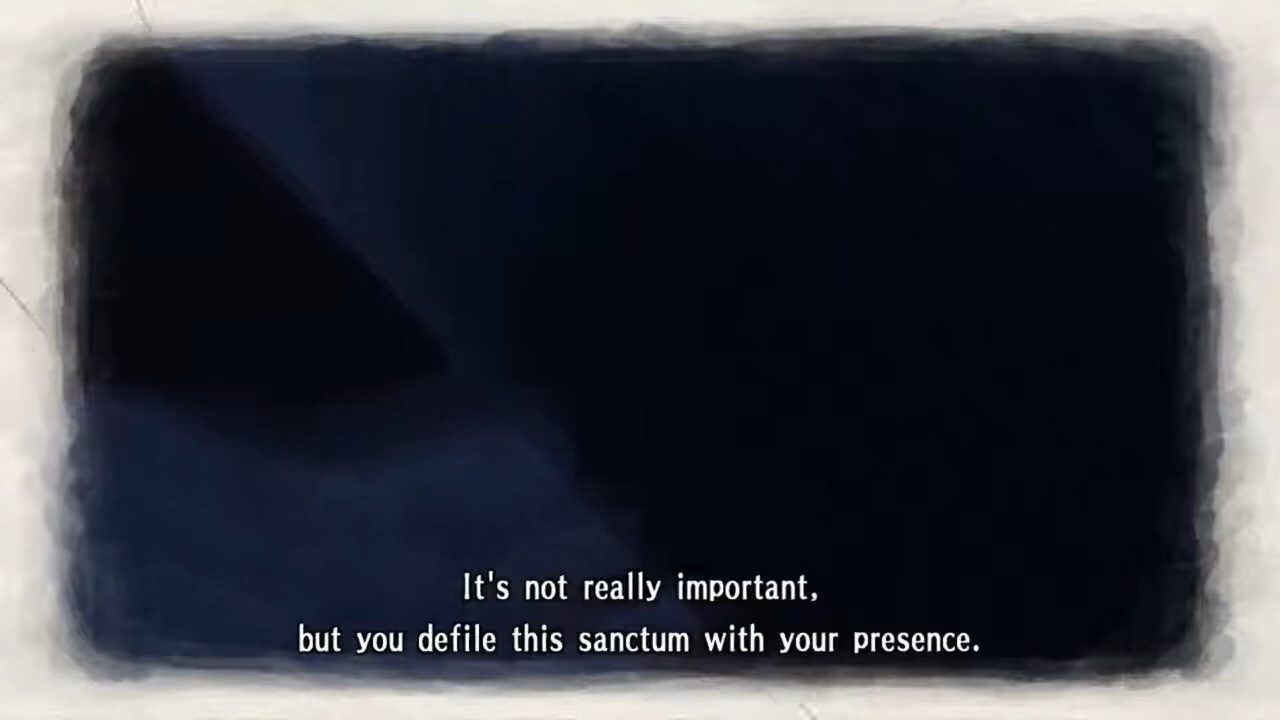 It's not really important,
but you defile this sanctum with your presence.